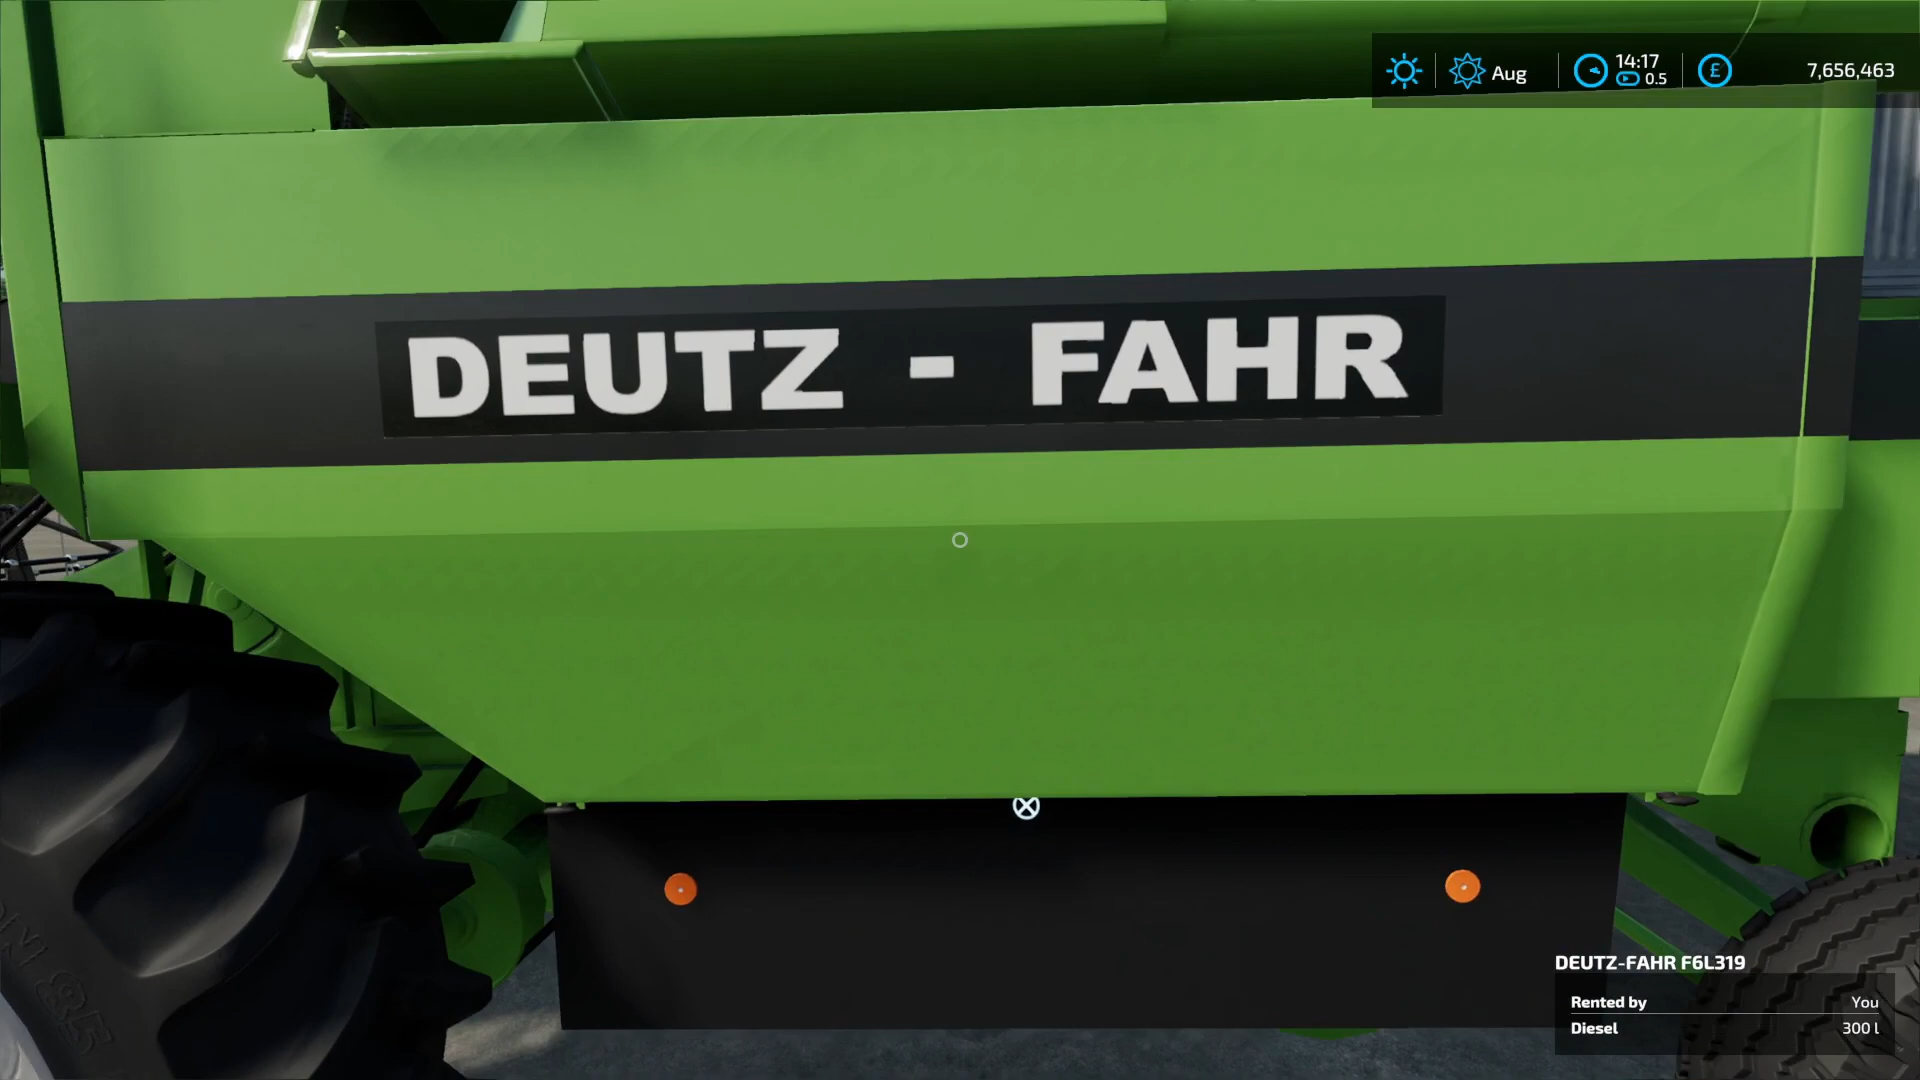 Aug
14:17
0.5
£
7,656,463
DEUTZ - FAHR
DEUTZ-FAHR F6L319
Rented by You
Diesel 300 l